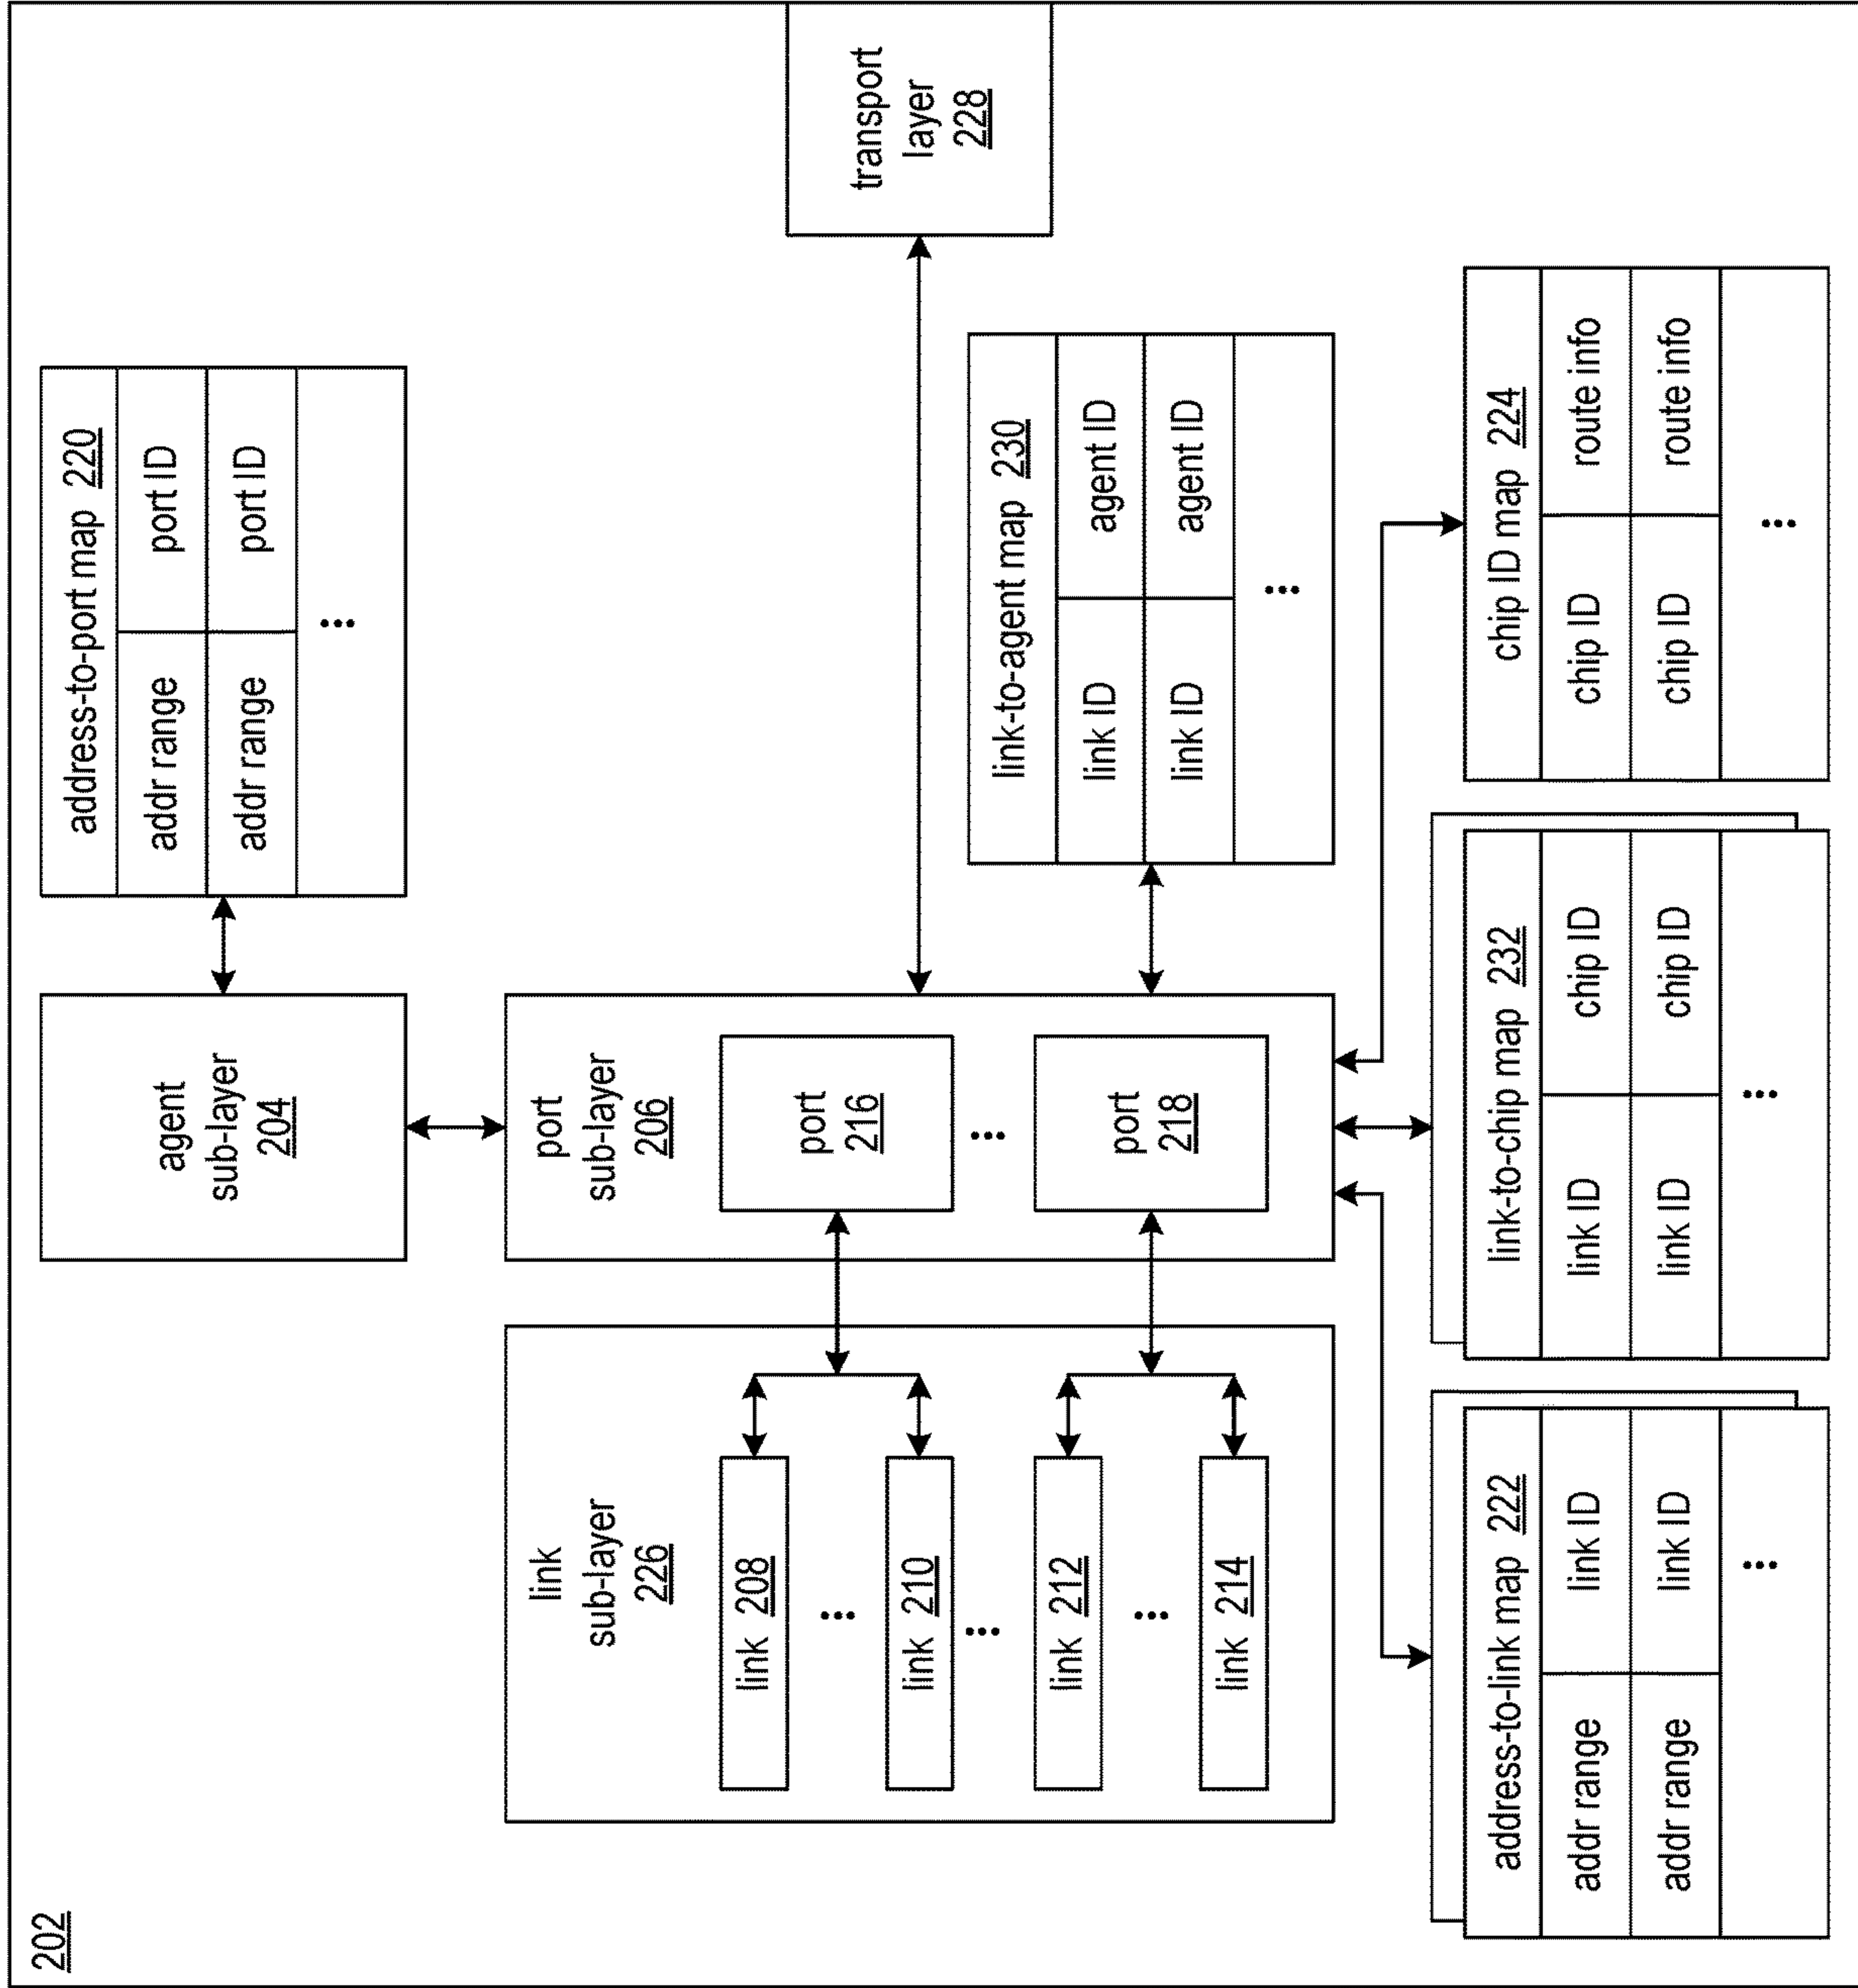 202
agent
sub-layer
204
address-to-port map 220
addr range port ID
addr range port ID
...
link
sub-layer
226
link 208
...
link 210
...
link 212
...
link 214
port
sub-layer
206
port
216
...
port
218
transport
layer
228
link-to-agent map 230
link ID agent ID
link ID agent ID
...
address-to-link map 222
addr range link ID
addr range link ID
...
link-to-chip map 232
link ID chip ID
link ID chip ID
...
chip ID map 224
chip ID route info
chip ID route info
...